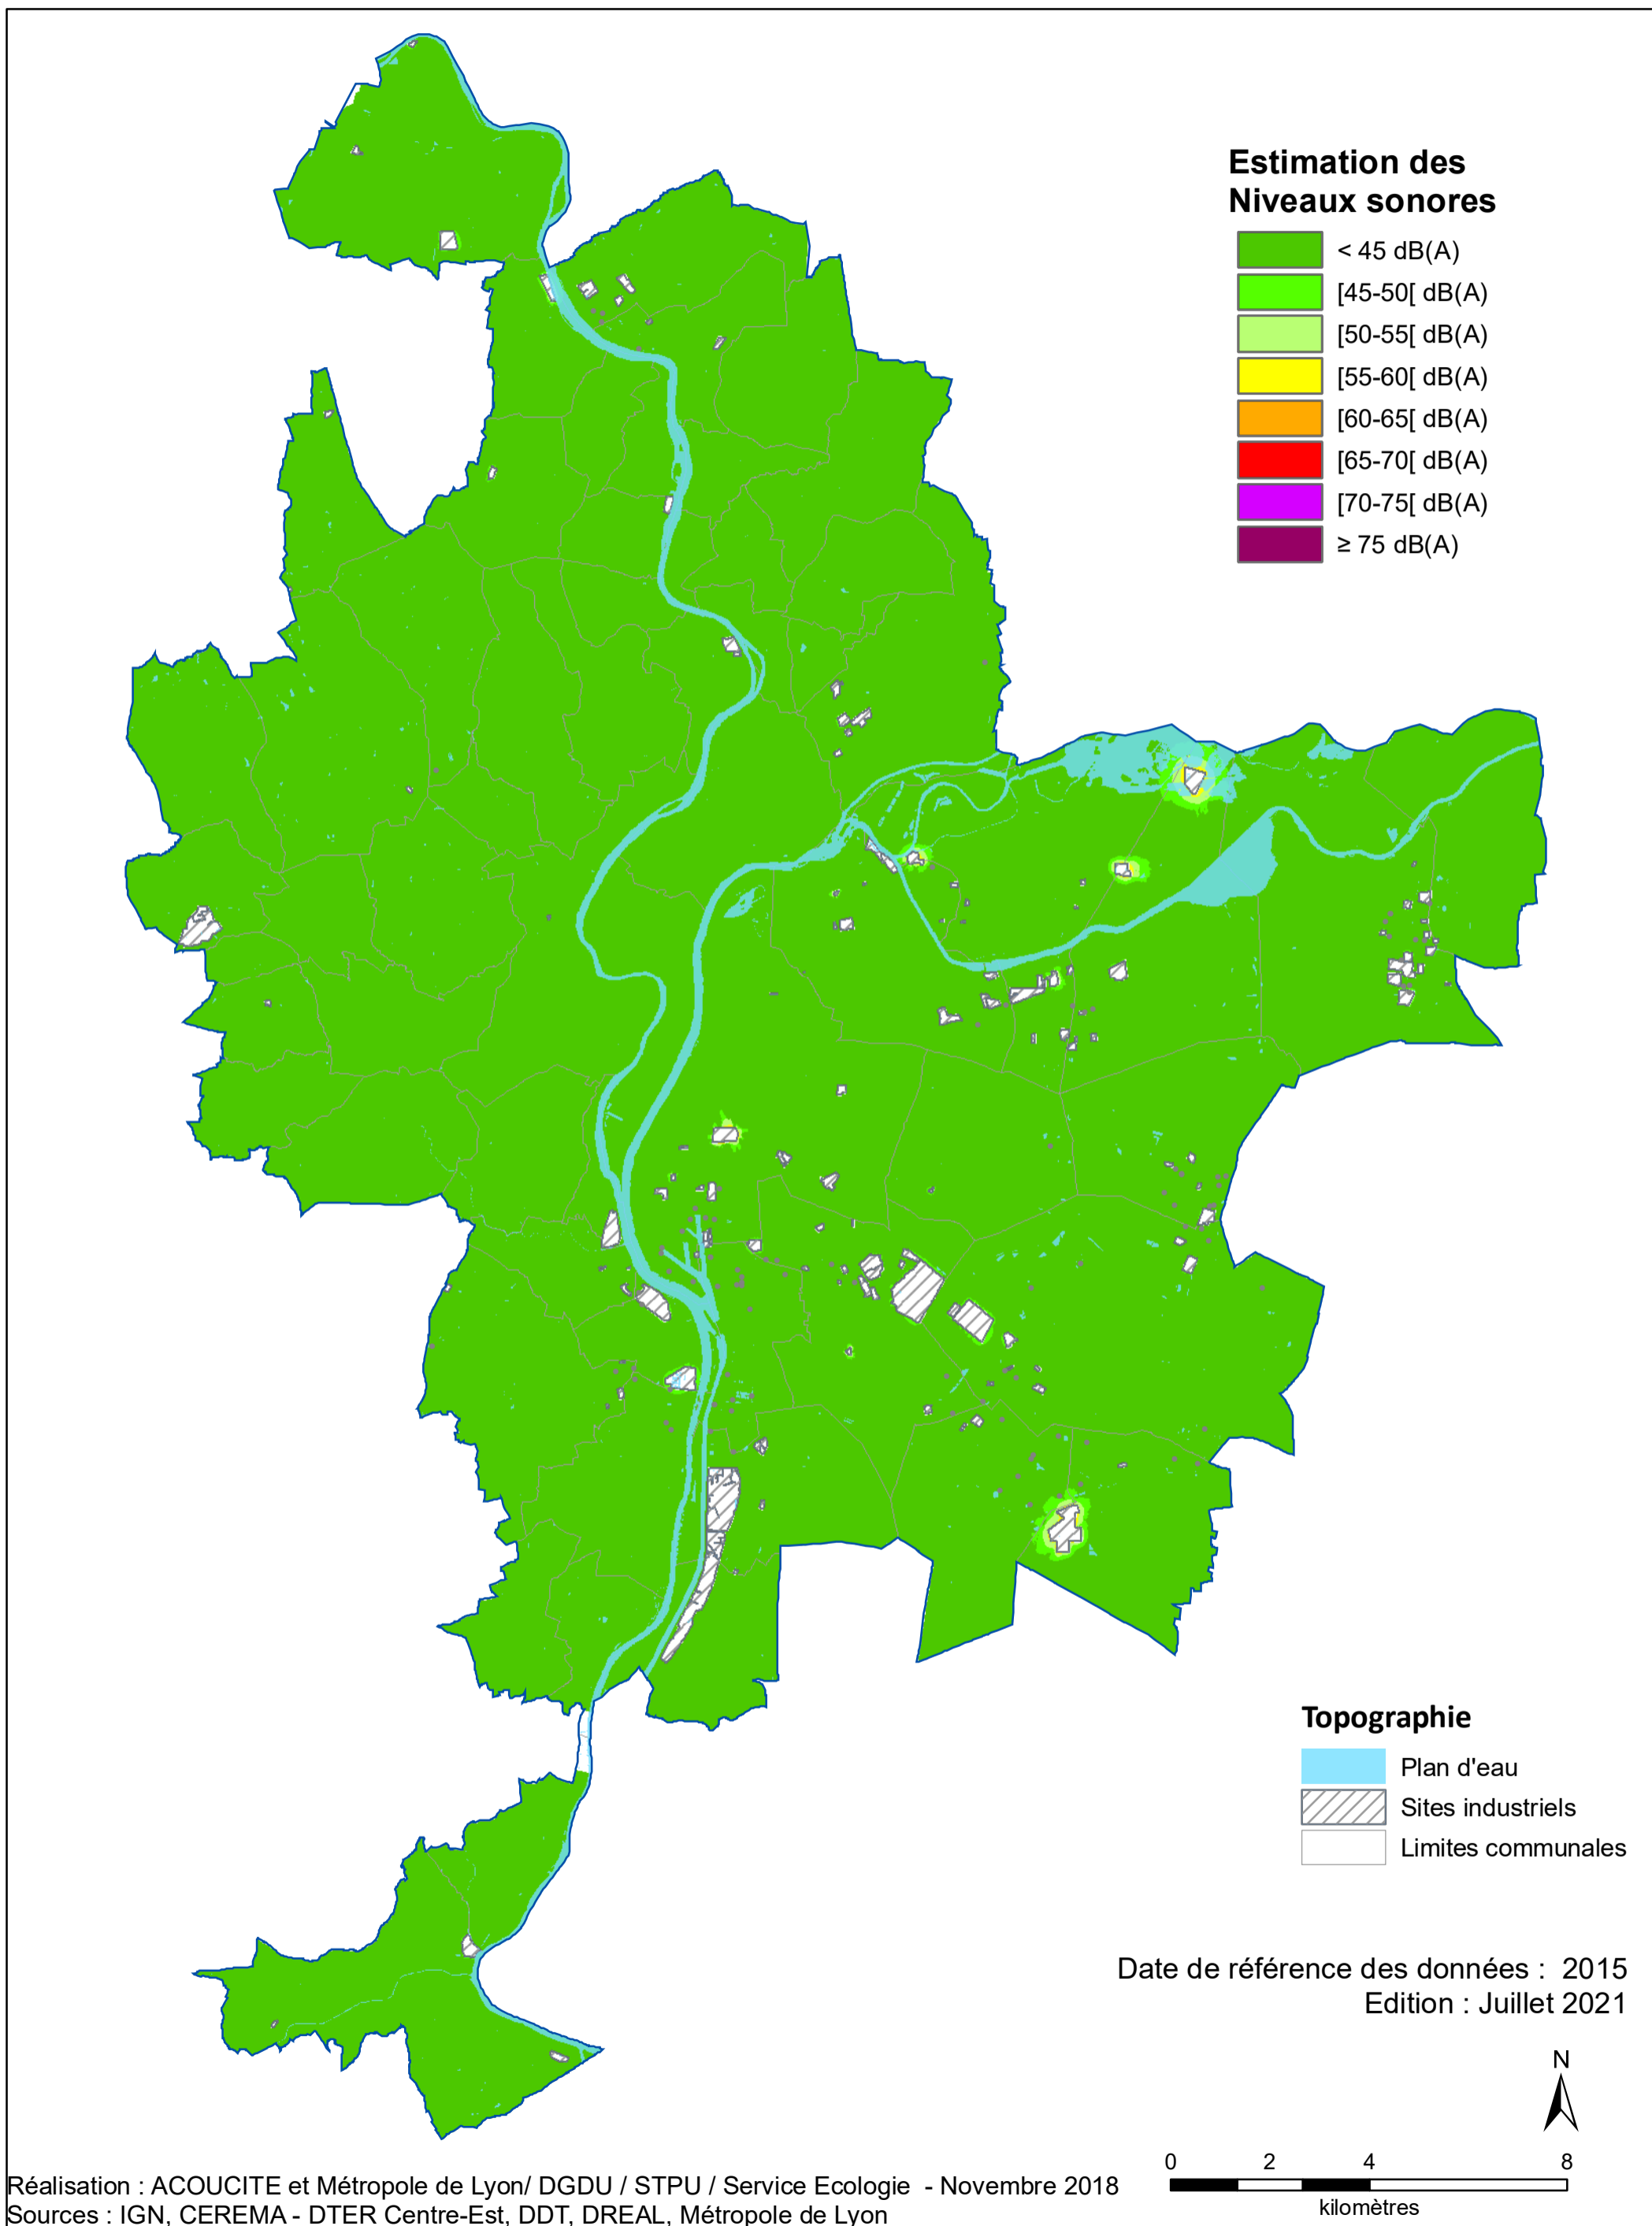 Estimation des
Niveaux sonores
< 45 dB(A)
[45-50[ dB(A)
[50-55[ dB(A)
[55-60[ dB(A)
[60-65[ dB(A)
[65-70[ dB(A)
[70-75[ dB(A)
≥ 75 dB(A)
Topographie
Plan d'eau
Sites industriels
Limites communales
Date de référence des données : 2015
Edition : Juillet 2021
N
0 2 4 8
kilomètres
Réalisation : ACOUCITE et Métropole de Lyon/ DGDU / STPU / Service Ecologie - Novembre 2018
Sources : IGN, CEREMA - DTER Centre-Est, DDT, DREAL, Métropole de Lyon